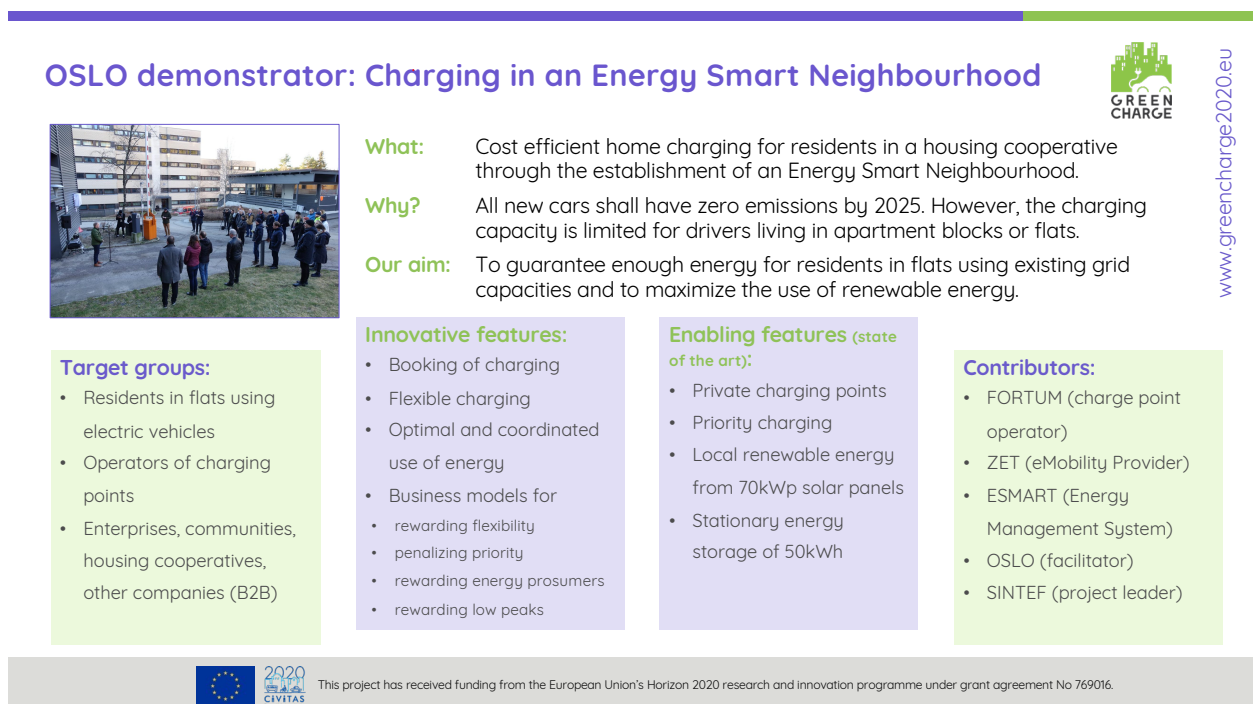 OSLO demonstrator: Charging in an Energy Smart Neighbourhood
GREEN
CHARGE
www.greencharge2020.eu
What: Cost efficient home charging for residents in a housing cooperative
through the establishment of an Energy Smart Neighbourhood.
Why? All new cars shall have zero emissions by 2025. However, the charging
capacity is limited for drivers living in apartment blocks or flats.
Our aim: To guarantee enough energy for residents in flats using existing grid
capacities and to maximize the use of renewable energy.
Target groups:
• Residents in flats using
electric vehicles
• Operators of charging
points
• Enterprises, communities,
housing cooperatives,
other companies (B2B)
Innovative features:
• Booking of charging
• Flexible charging
• Optimal and coordinated
use of energy
• Business models for
• rewarding flexibility
• penalizing priority
• rewarding energy prosumers
• rewarding low peaks
Enabling features (state
of the art):
• Private charging points
• Priority charging
• Local renewable energy
from 70kWp solar panels
• Stationary energy
storage of 50kWh
Contributors:
• FORTUM (charge point
operator)
• ZET (eMobility Provider)
• ESMART (Energy
Management System)
• OSLO (facilitator)
• SINTEF (project leader)
2020
CIVITAS
This project has received funding from the European Union's Horizon 2020 research and innovation programme under grant agreement No 769016.